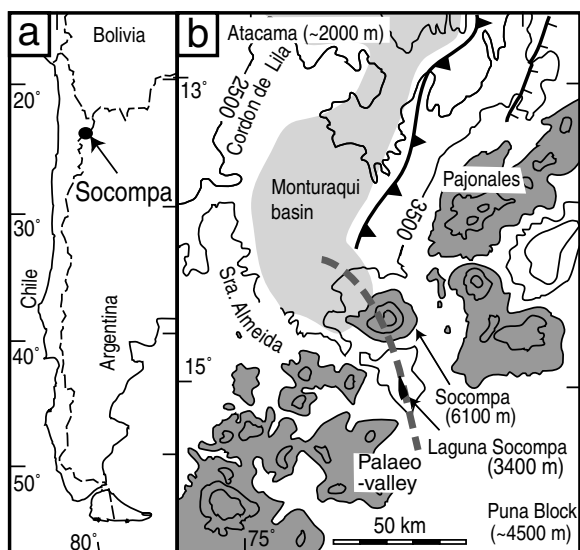 a
Bolivia
20°
Socompa
30°
Chile
Argentina
40°
50°
80°
b
Atacama (~2000 m)
13°
2500
Cordon de Lila
Pajonales
Monturaqui
basin
3500
Sra. Almeida
15°
Socompa
(6100 m)
Laguna Socompa
(3400 m)
Palaeo
-valley
Puna Block
(~4500 m)
50 km
75°